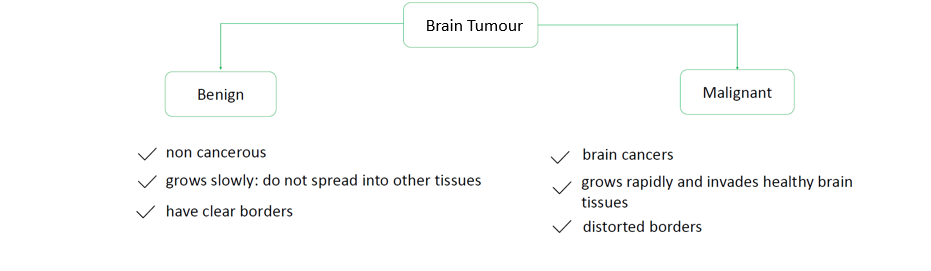 Brain Tumour
Benign
Malignant
non cancerous
grows slowly: do not spread into other tissues
have clear borders
brain cancers
grows rapidly and invades healthy brain
tissues
distorted borders